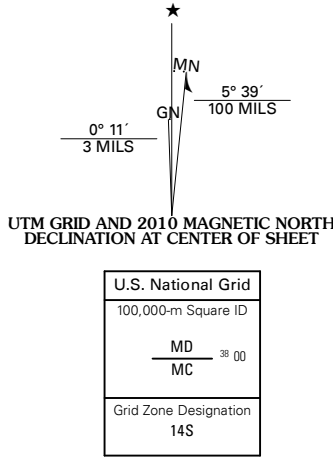 ★
MN
GN
5° 39´
100 MILS
0° 11´
3 MILS
UTM GRID AND 2010 MAGNETIC NORTH
DECLINATION AT CENTER OF SHEET
U.S. National Grid
100,000-m Square ID
MD
38 00
MC
Grid Zone Designation
14S